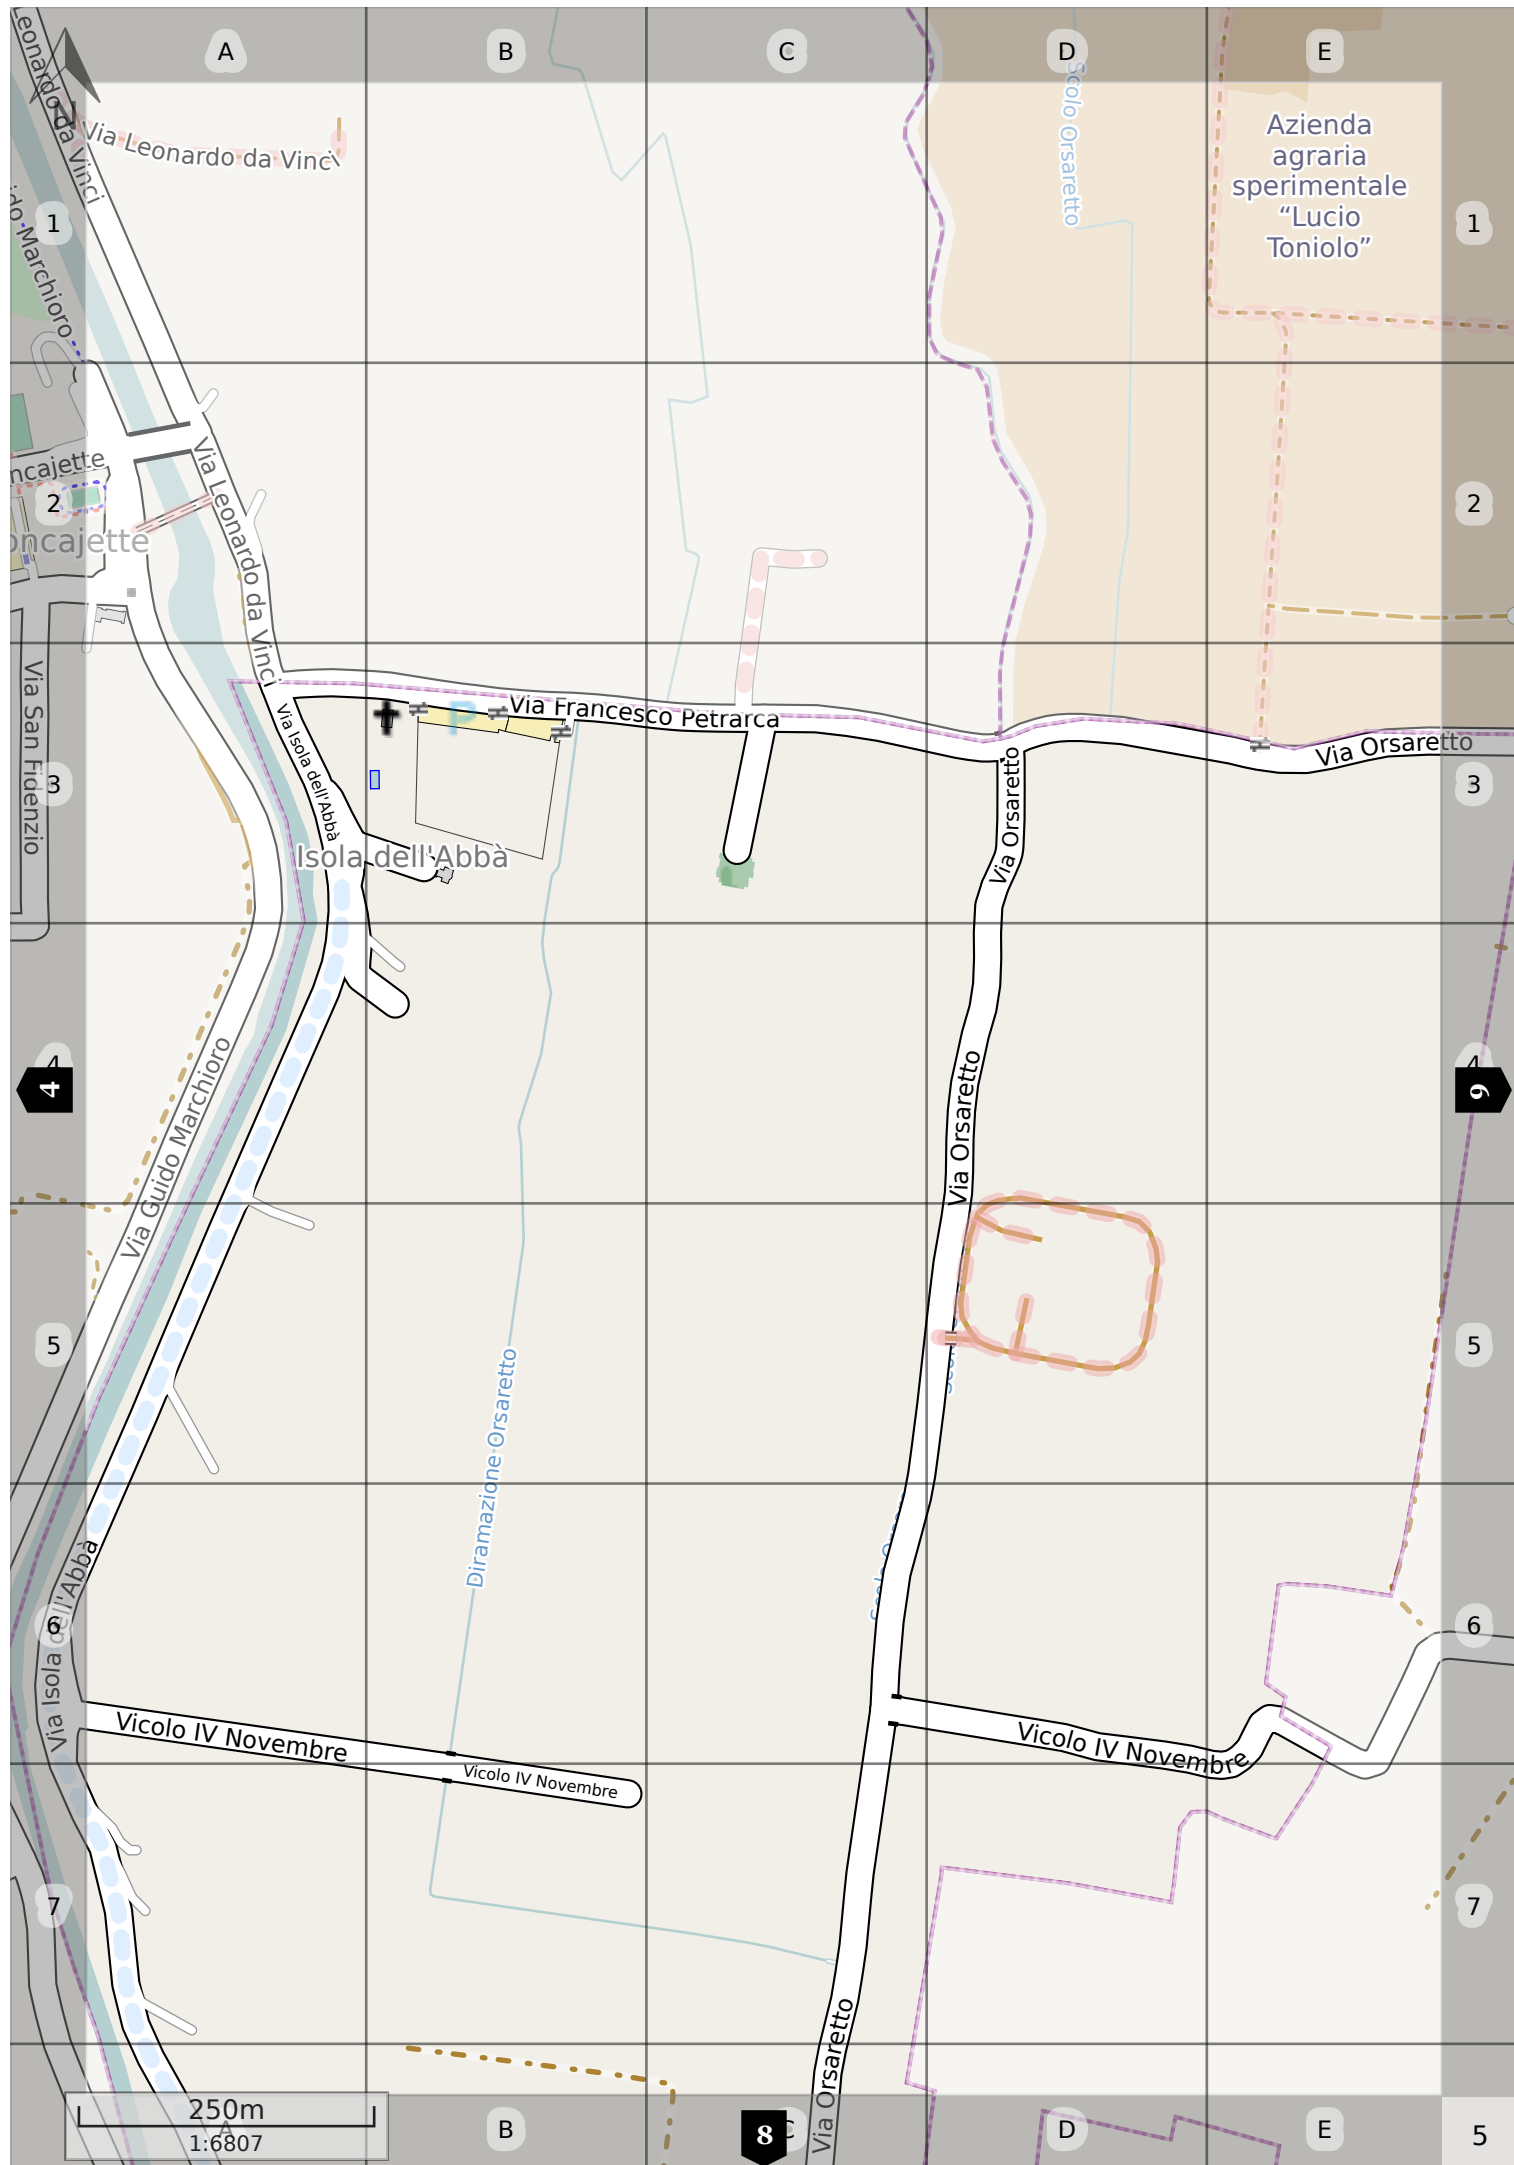 A
B
C
D
E
Leonardo da Vinci
N
Via Leonardo da Vinci
Scolo Orsaretto
Azienda
agraria
sperimentale
“Lucio
Toniolo”
1
1
Marchioro
ncajette
Via Leonardo da Vinci
2
2
oncajette
Via San Fidenzio
Via Francesco Petrarca
P
Via Isola dell'Abbà
Via Orsaretto
Via Orsaretto
3
3
Isola dell'Abbà
4
4
4
9
Via Guido Marchioro
Via Orsaretto
5
5
Diramazione Orsaretto
Via Isola dell'Abbà
6
6
Vicolo IV Novembre
Vicolo IV Novembre
Vicolo IV Novembre
7
7
Via Orsaretto
250m
1:6807
A
B
8
C
D
E
5